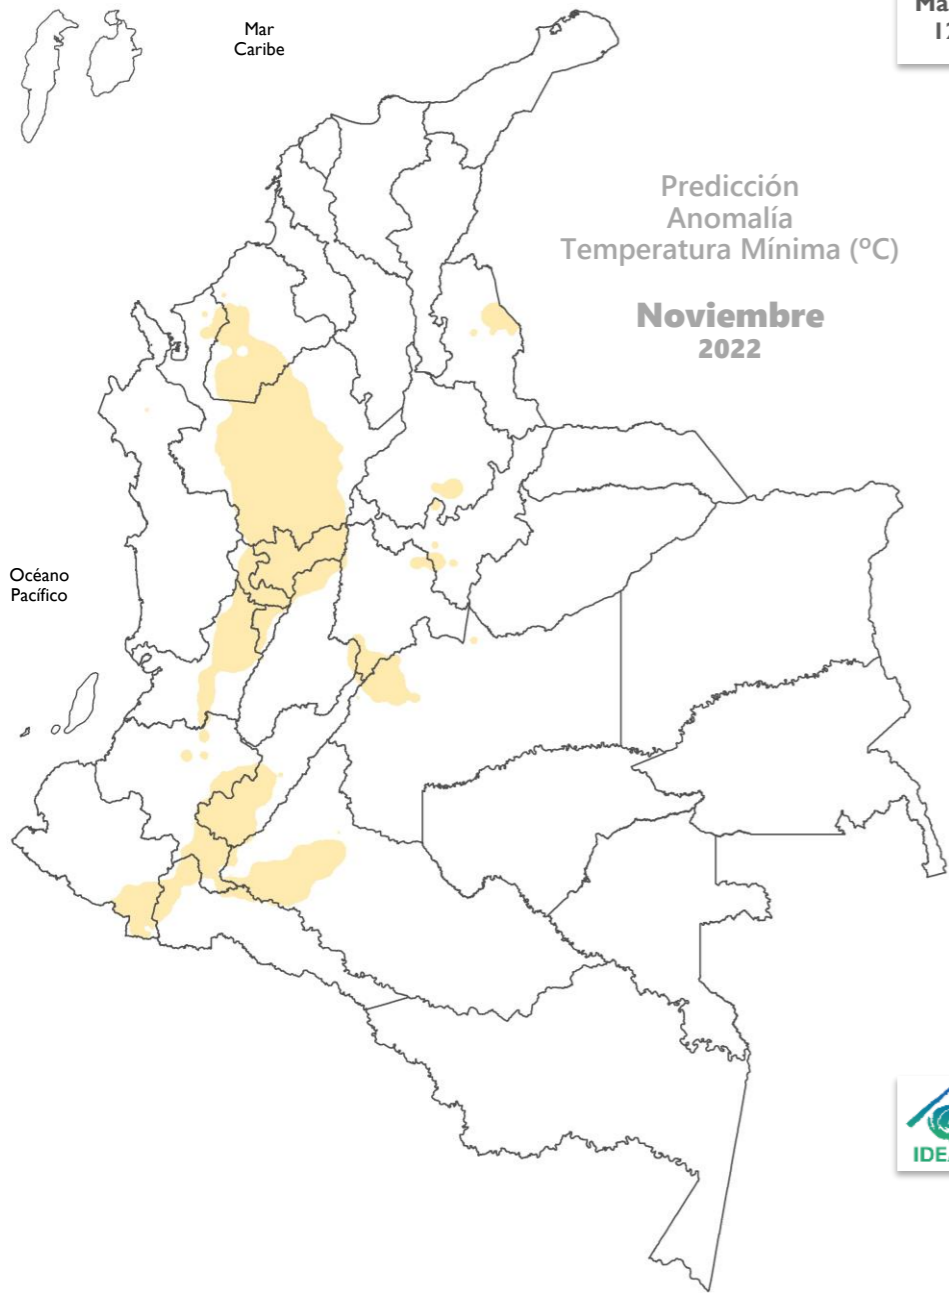 Mar
Caribe
Predicción
Anomalía
Temperatura Mínima (ºC)
Noviembre
2022
Océano
Pacífico